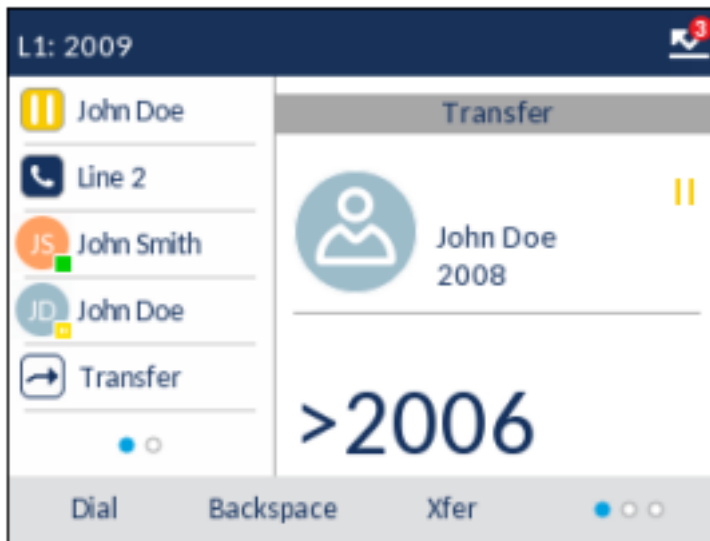 L1: 2009
3
John Doe
Line 2
JS John Smith
JD John Doe
Transfer
Transfer
John Doe
2008
>2006
Dial Backspace Xfer